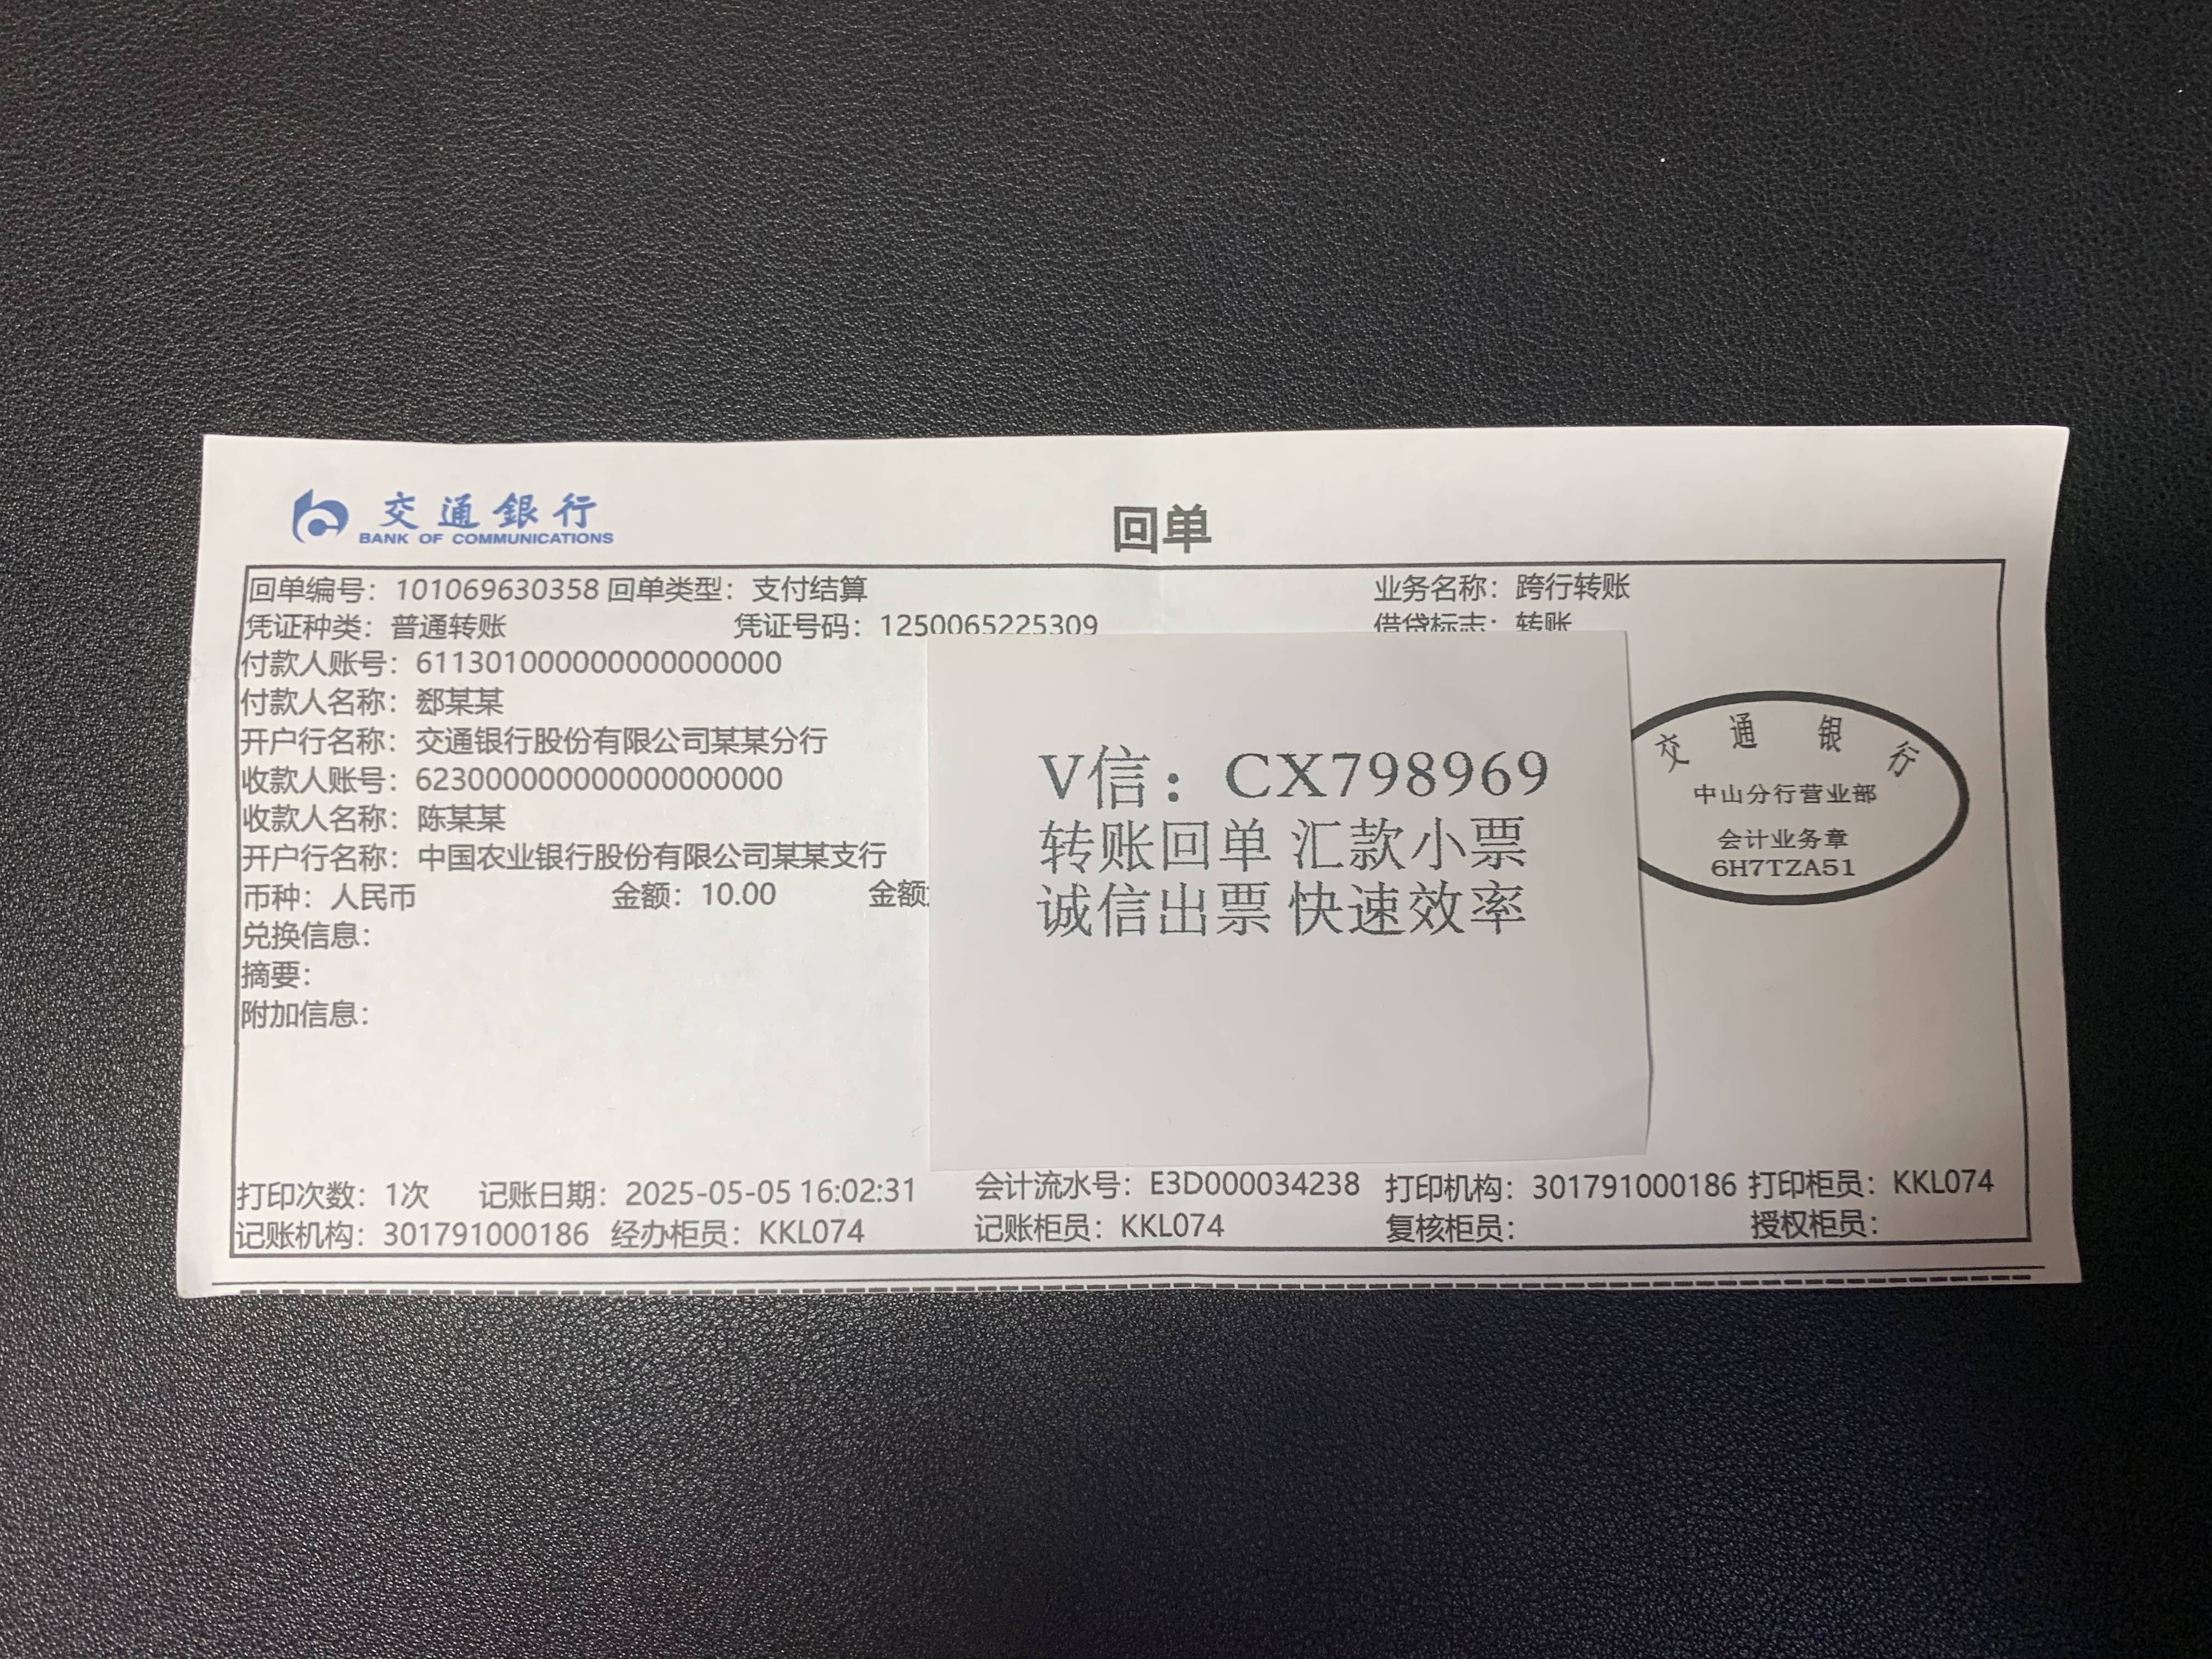 交通銀行
BANK OF COMMUNICATIONS
回单
回单编号：101069630358 回单类型：支付结算 业务名称：跨行转账
凭证种类：普通转账 凭证号码：1250065225309 借贷标志：转账
付款人账号：611301000000000000000
付款人名称：郄某某
开户行名称：交通银行股份有限公司某某分行
收款人账号：623000000000000000000
收款人名称：陈某某
开户行名称：中国农业银行股份有限公司某某支行
币种：人民币 金额：10.00 金额
兑换信息：
摘要：
附加信息：
V信：CX798969
转账回单 汇款小票
诚信出票 快速效率
交通银行
中山分行营业部
会计业务章
6H7TZA51
打印次数：1次 记账日期：2025-05-05 16:02:31 会计流水号：E3D000034238 打印机构：301791000186 打印柜员：KKL074
记账机构：301791000186 经办柜员：KKL074 记账柜员：KKL074 复核柜员： 授权柜员：